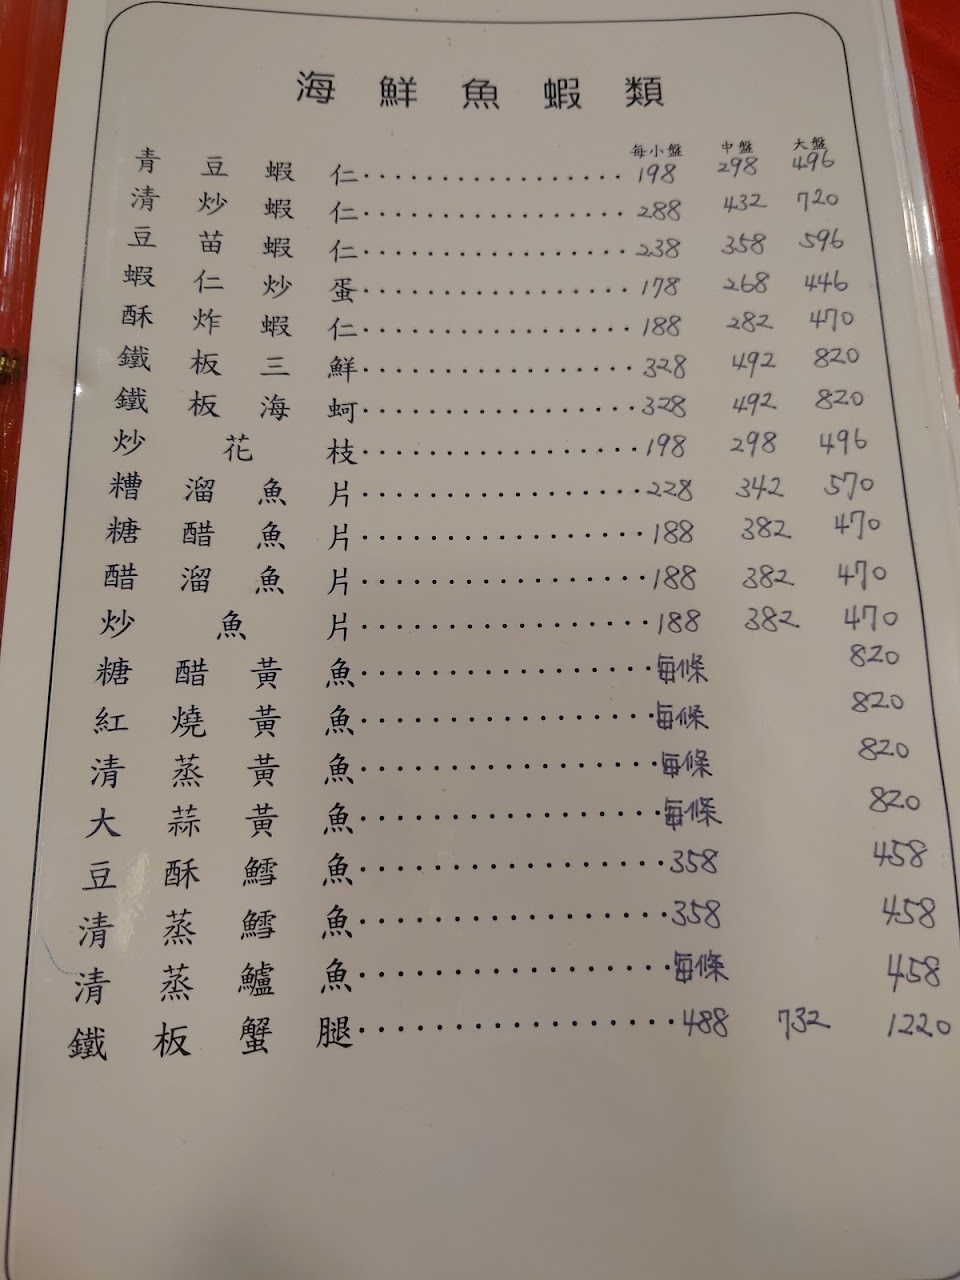 海鮮魚蝦類
每小盤 中盤 大盤
青豆蝦仁 198 298 496
清炒蝦仁 288 432 720
豆苗蝦仁 238 358 596
蝦仁炒蛋 178 268 446
酥炸蝦仁 188 282 470
鐵板三鮮 328 492 820
鐵板海蚵 328 492 820
炒花枝 198 298 496
糟溜魚片 228 342 570
糖醋魚片 188 382 470
醋溜魚片 188 382 470
炒魚片 188 382 470
糖醋黃魚 每條 820
紅燒黃魚 每條 820
清蒸黃魚 每條 820
大蒜黃魚 每條 820
豆酥鱈魚 358 458
清蒸鱈魚 358 458
清蒸鱸魚 每條 458
鐵板蟹腿 488 732 1220